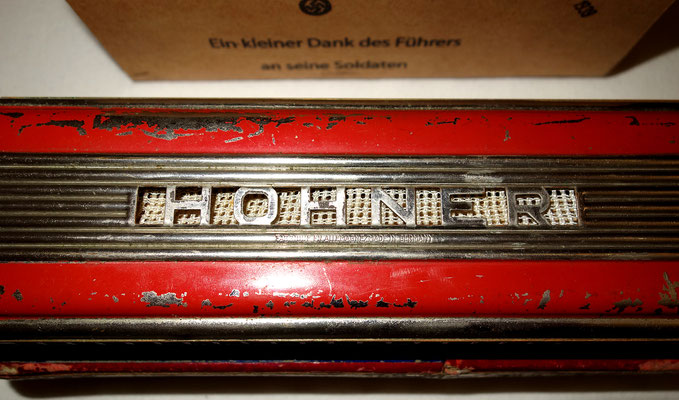 Ein kleiner Dank des Führers
an seine Soldaten
HOHNER